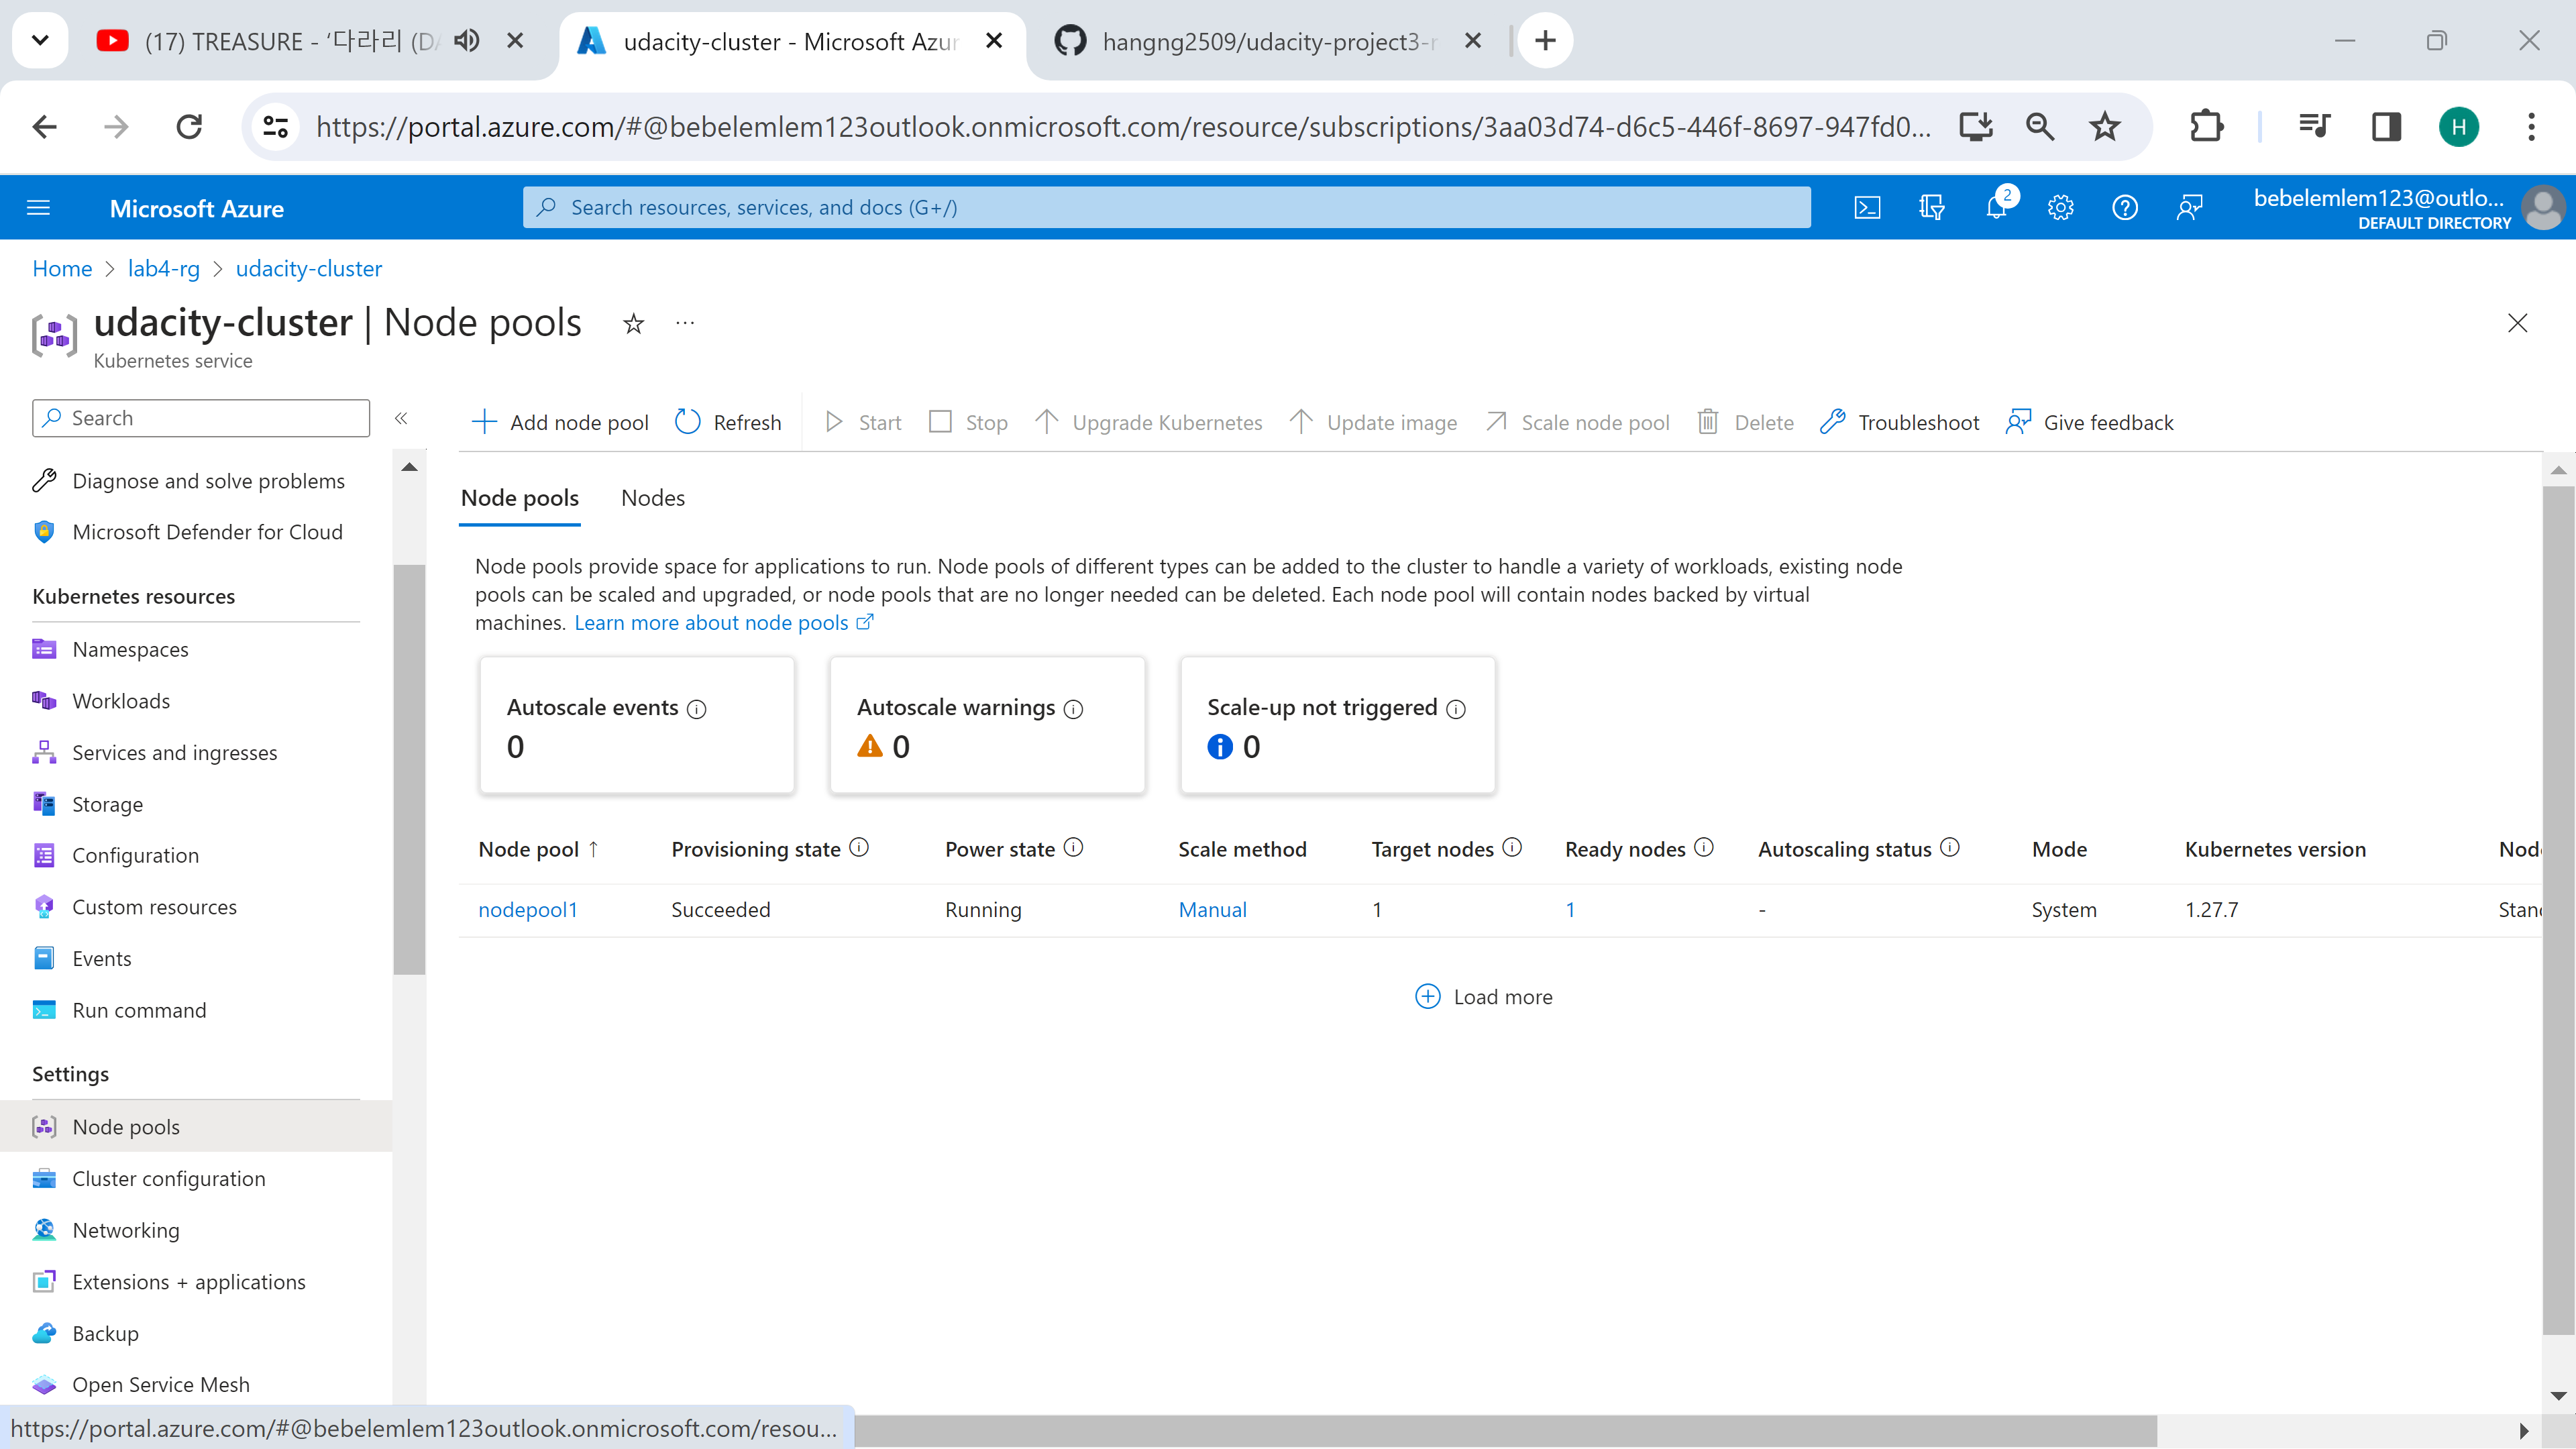 (17) TREASURE - ‘다라리 (DA
udacity-cluster - Microsoft Azur
hangng2509/udacity-project3-r
https://portal.azure.com/#@bebelemlem123outlook.onmicrosoft.com/resource/subscriptions/3aa03d74-d6c5-446f-8697-947fd0...
H
Microsoft Azure
Search resources, services, and docs (G+/)
2
bebelemlem123@outlo...
DEFAULT DIRECTORY
Home > lab4-rg > udacity-cluster
udacity-cluster | Node pools
...
Kubernetes service
Search
«
Add node pool
Refresh
Start
Stop
Upgrade Kubernetes
Update image
Scale node pool
Delete
Troubleshoot
Give feedback
Diagnose and solve problems
Microsoft Defender for Cloud
Kubernetes resources
Namespaces
Workloads
Services and ingresses
Storage
Configuration
Custom resources
Events
Run command
Settings
Node pools
Cluster configuration
Networking
Extensions + applications
Backup
Open Service Mesh
Node pools
Nodes
Node pools provide space for applications to run. Node pools of different types can be added to the cluster to handle a variety of workloads, existing node
pools can be scaled and upgraded, or node pools that are no longer needed can be deleted. Each node pool will contain nodes backed by virtual
machines. Learn more about node pools
Autoscale events
0
Autoscale warnings
0
Scale-up not triggered
0
Node pool ↑ Provisioning state Power state Scale method Target nodes Ready nodes Autoscaling status Mode Kubernetes version Nod
nodepool1 Succeeded Running Manual 1 1 - System 1.27.7 Stan
Load more
https://portal.azure.com/#@bebelemlem123outlook.onmicrosoft.com/resou...